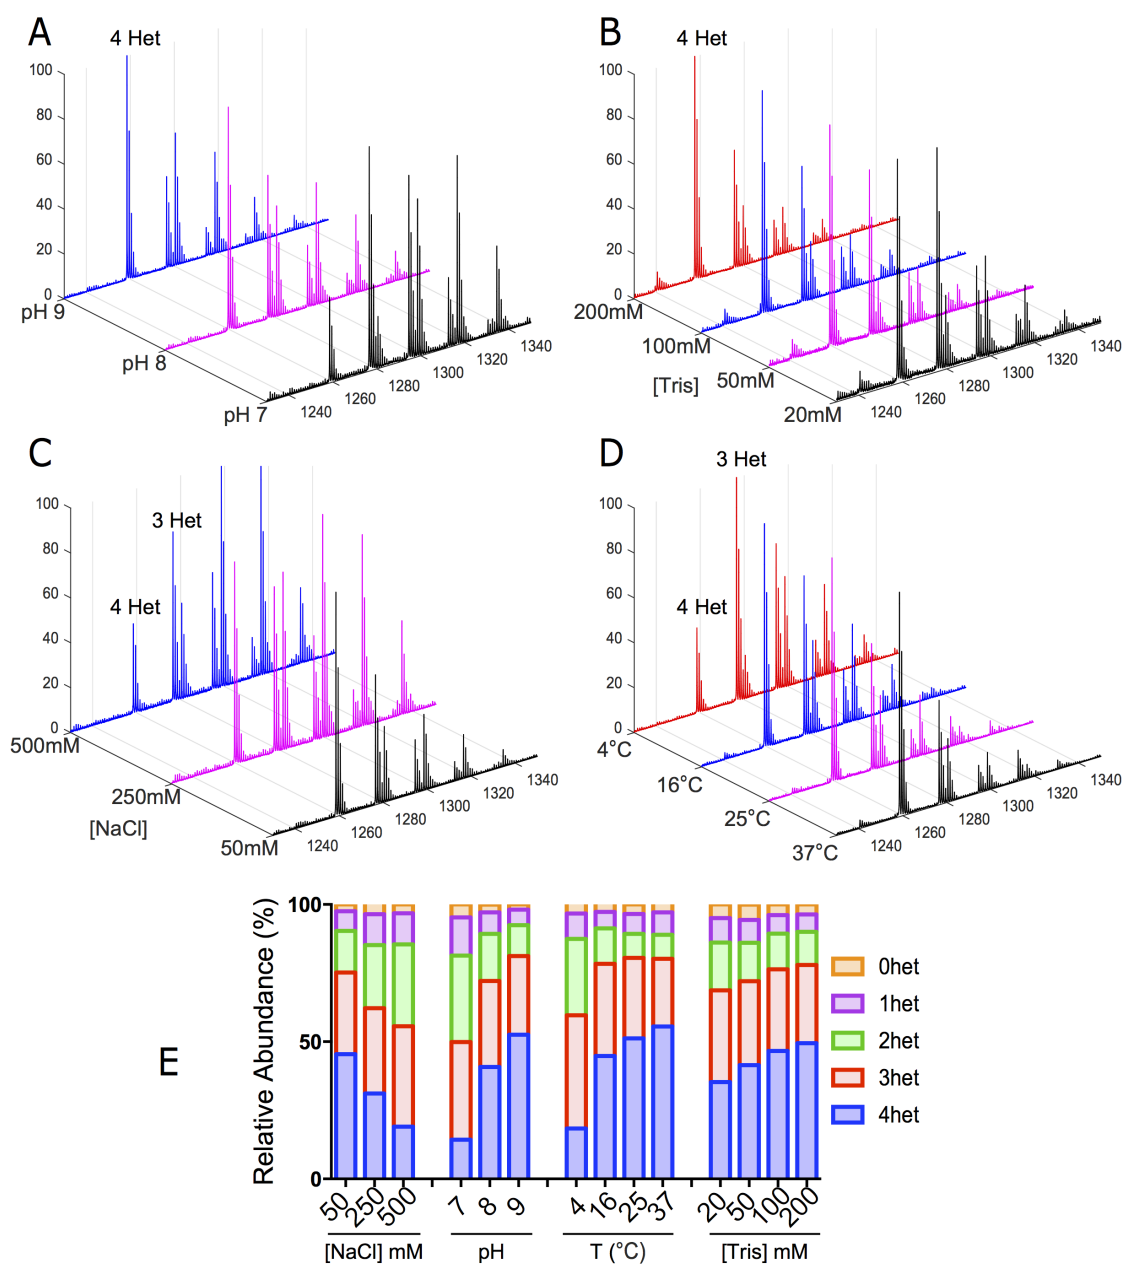 A
4 Het
100
80
60
40
20
0
pH 9
pH 8
pH 7
1240
1260
1280
1300
1320
1340
B
4 Het
100
80
60
40
20
0
200mM
100mM
50mM
[Tris]
20mM
1240
1260
1280
1300
1320
1340
C
3 Het
4 Het
100
80
60
40
20
0
500mM
250mM
[NaCl]
50mM
1240
1260
1280
1300
1320
1340
D
3 Het
4 Het
100
80
60
40
20
0
4°C
16°C
25°C
37°C
1240
1260
1280
1300
1320
1340
E
Relative Abundance (%)
100
50
0
50 250 500 7 8 9 4 16 25 37 20 50 100 200
[NaCl] mM pH T (°C) [Tris] mM
0het
1het
2het
3het
4het